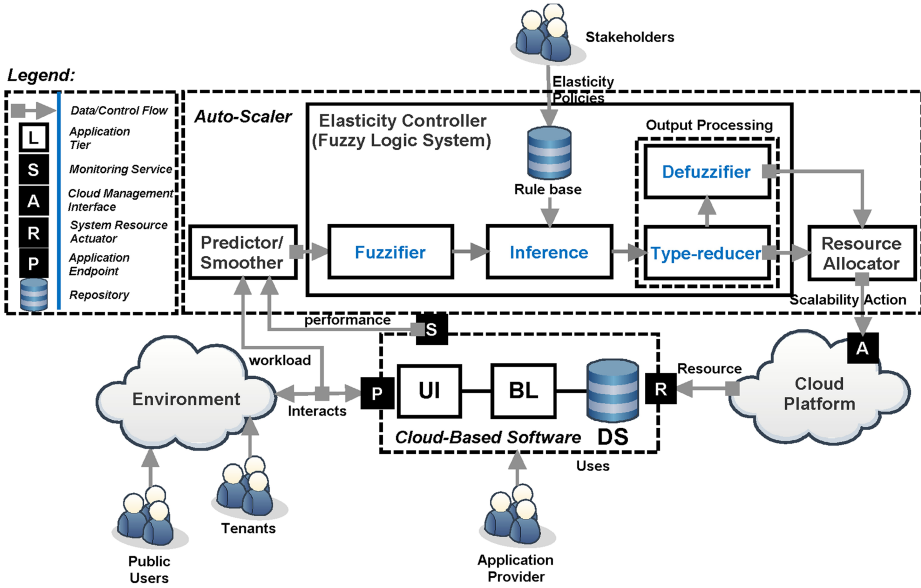 Stakeholders
Elasticity
Policies
Legend:
Data/Control Flow
L
Application
Tier
S
Monitoring Service
A
Cloud Management
Interface
R
System Resource
Actuator
P
Application
Endpoint
Repository
Auto-Scaler
Elasticity Controller
(Fuzzy Logic System)
Rule base
Output Processing
Defuzzifier
Predictor/
Smoother
Fuzzifier
Inference
Type-reducer
Resource
Allocator
Scalability Action
performance
S
workload
A
Environment
Interacts
P
UI
BL
DS
R
Resource
Cloud
Platform
Cloud-Based Software
Uses
Tenants
Public
Users
Application
Provider